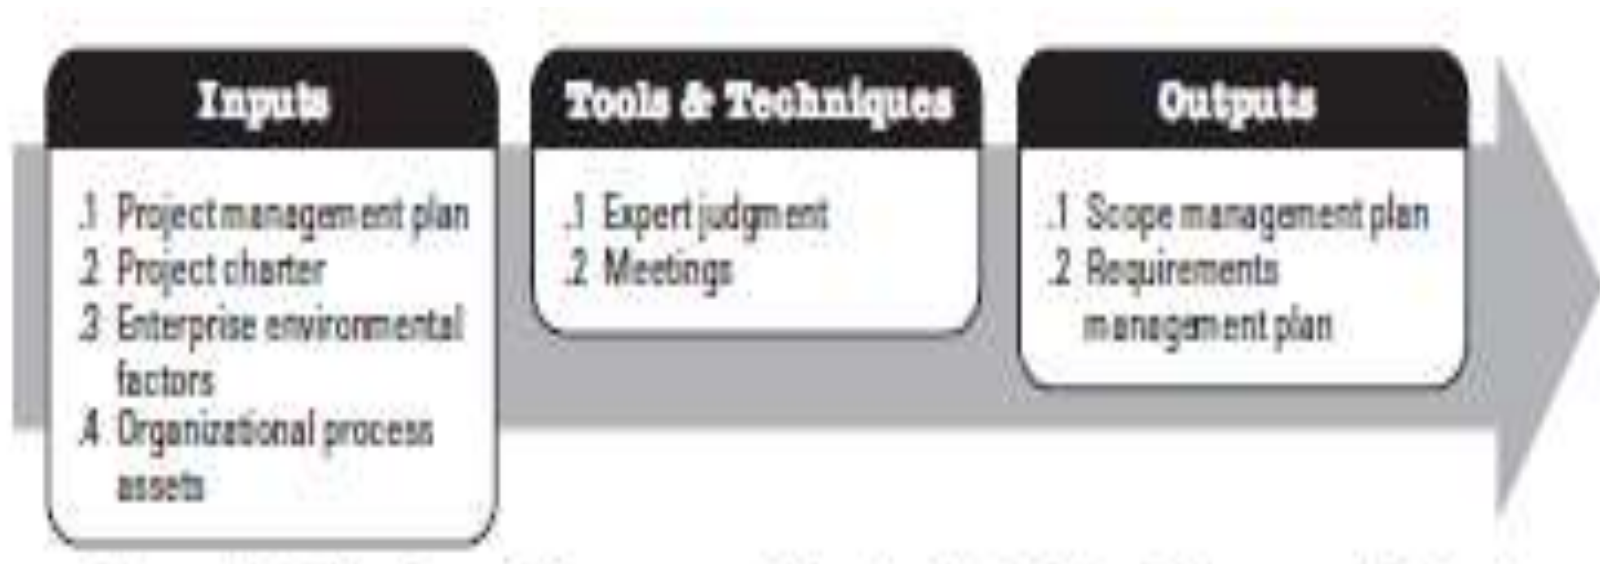 Inputs
.1 Project management plan
.2 Project charter
.3 Enterprise environmental
factors
.4 Organizational process
assets
Tools & Techniques
.1 Expert judgment
.2 Meetings
Outputs
.1 Scope management plan
.2 Requirements
management plan